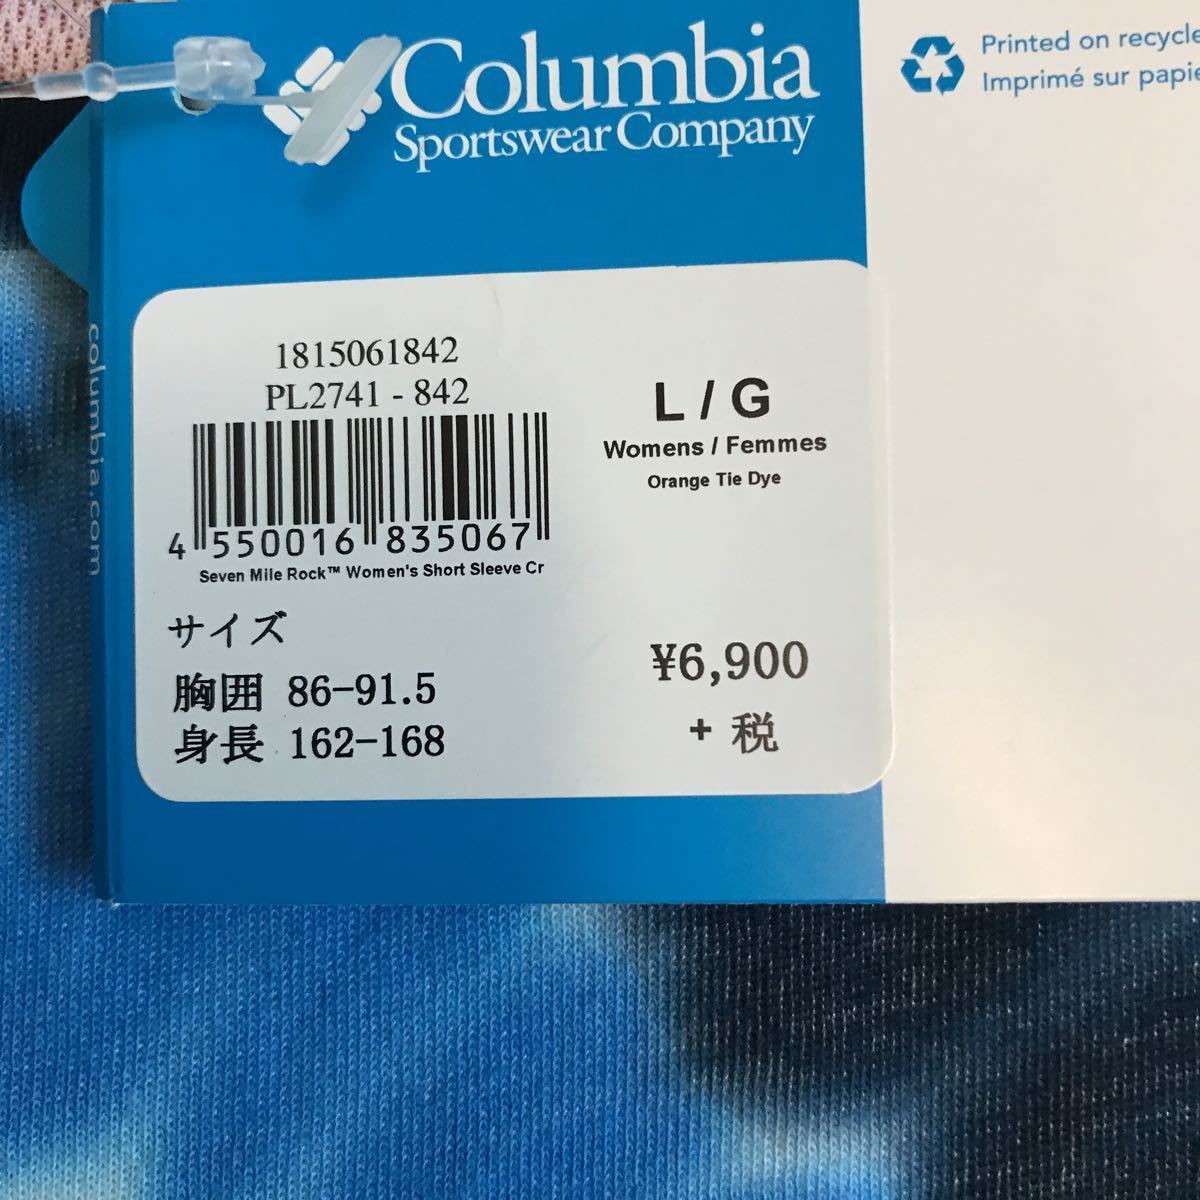 Columbia
Sportswear Company
Printed on recycle
Imprimé sur papie
columbia.com
1815061842
PL2741 - 842
L / G
Womens / Femmes
Orange Tie Dye
4 550016 835067
Seven Mile Rock™ Women's Short Sleeve Cr
サイズ
胸囲 86-91.5
身長 162-168
¥6,900
+ 税